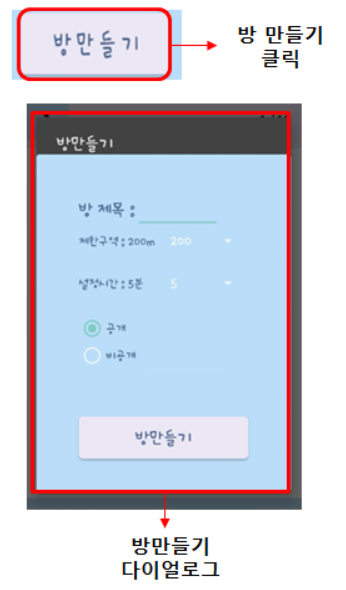 방만들기
방 만들기
클릭
방만들기
방 제목 :
제한구역 : 200m 200
설정시간 : 5분 5
공개
비공개
방만들기
방만들기
다이얼로그